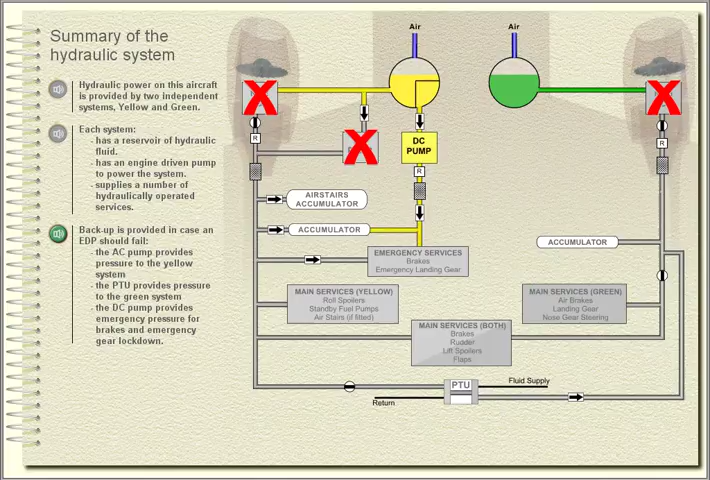 Summary of the
hydraulic system
Hydraulic power on this aircraft
is provided by two independent
systems, Yellow and Green.
Each system:
- has a reservoir of hydraulic
fluid.
- has an engine driven pump
to power the system.
- supplies a number of
hydraulically operated
services.
Back-up is provided in case an
EDP should fail:
- the AC pump provides
pressure to the yellow
system
- the PTU provides pressure
to the green system
- the DC pump provides
emergency pressure for
brakes and emergency
gear lockdown.
Air
Air
X
X
X
R
R
DC
PUMP
R
AIRSTAIRS
ACCUMULATOR
ACCUMULATOR
ACCUMULATOR
EMERGENCY SERVICES
Brakes
Emergency Landing Gear
MAIN SERVICES (YELLOW)
Roll Spoilers
Standby Fuel Pumps
Air Stairs (if fitted)
MAIN SERVICES (GREEN)
Air Brakes
Landing Gear
Nose Gear Steering
MAIN SERVICES (BOTH)
Brakes
Rudder
Lift Spoilers
Flaps
PTU
Fluid Supply
Return